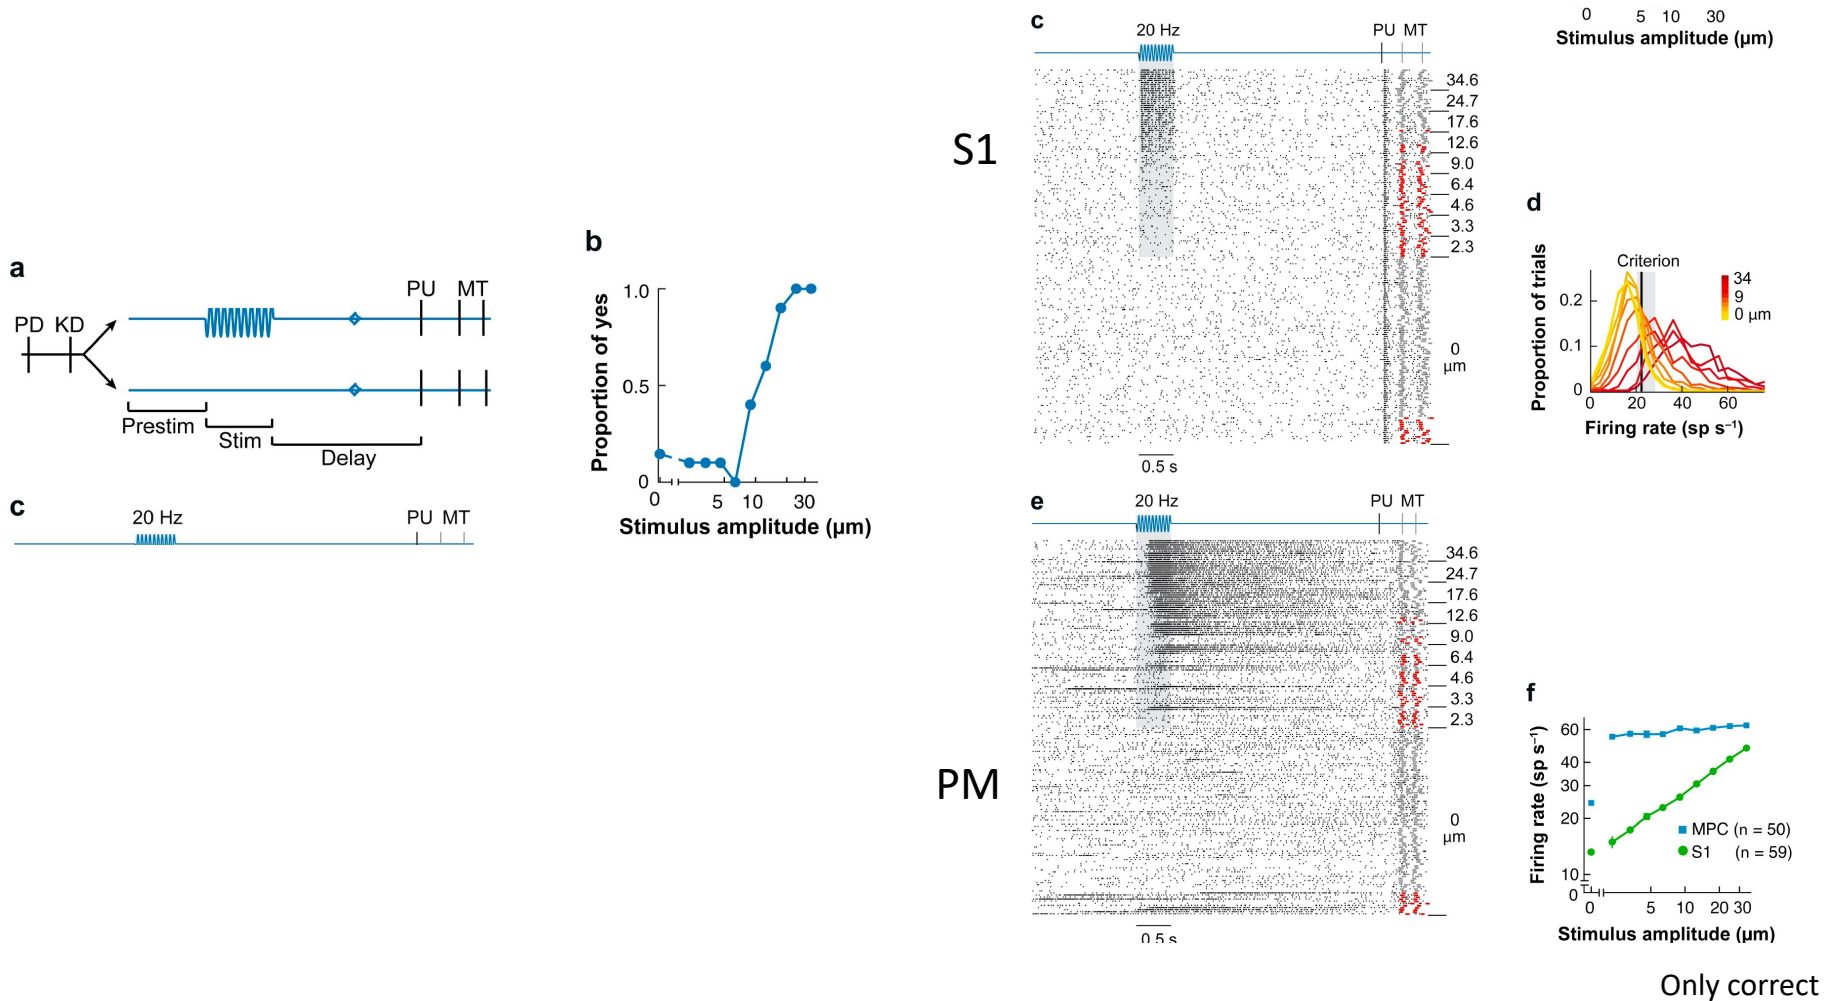 a
PU MT
PD KD
Prestim
Stim
Delay
c
20 Hz
PU MT
b
1.0
0.5
0
0 5 10 30
Proportion of yes
Stimulus amplitude (μm)
S1
c
20 Hz
PU MT
34.6
24.7
17.6
12.6
9.0
6.4
4.6
3.3
2.3
0
μm
0.5 s
0 5 10 30
Stimulus amplitude (μm)
d
Criterion
34
9
0 μm
0.2
0.1
0
0 20 40 60
Proportion of trials
Firing rate (sp s⁻¹)
PM
e
20 Hz
PU MT
34.6
24.7
17.6
12.6
9.0
6.4
4.6
3.3
2.3
0
μm
0.5 s
f
60
40
30
20
10
0
0 5 10 20 30
MPC (n = 50)
S1 (n = 59)
Firing rate (sp s⁻¹)
Stimulus amplitude (μm)
Only correct